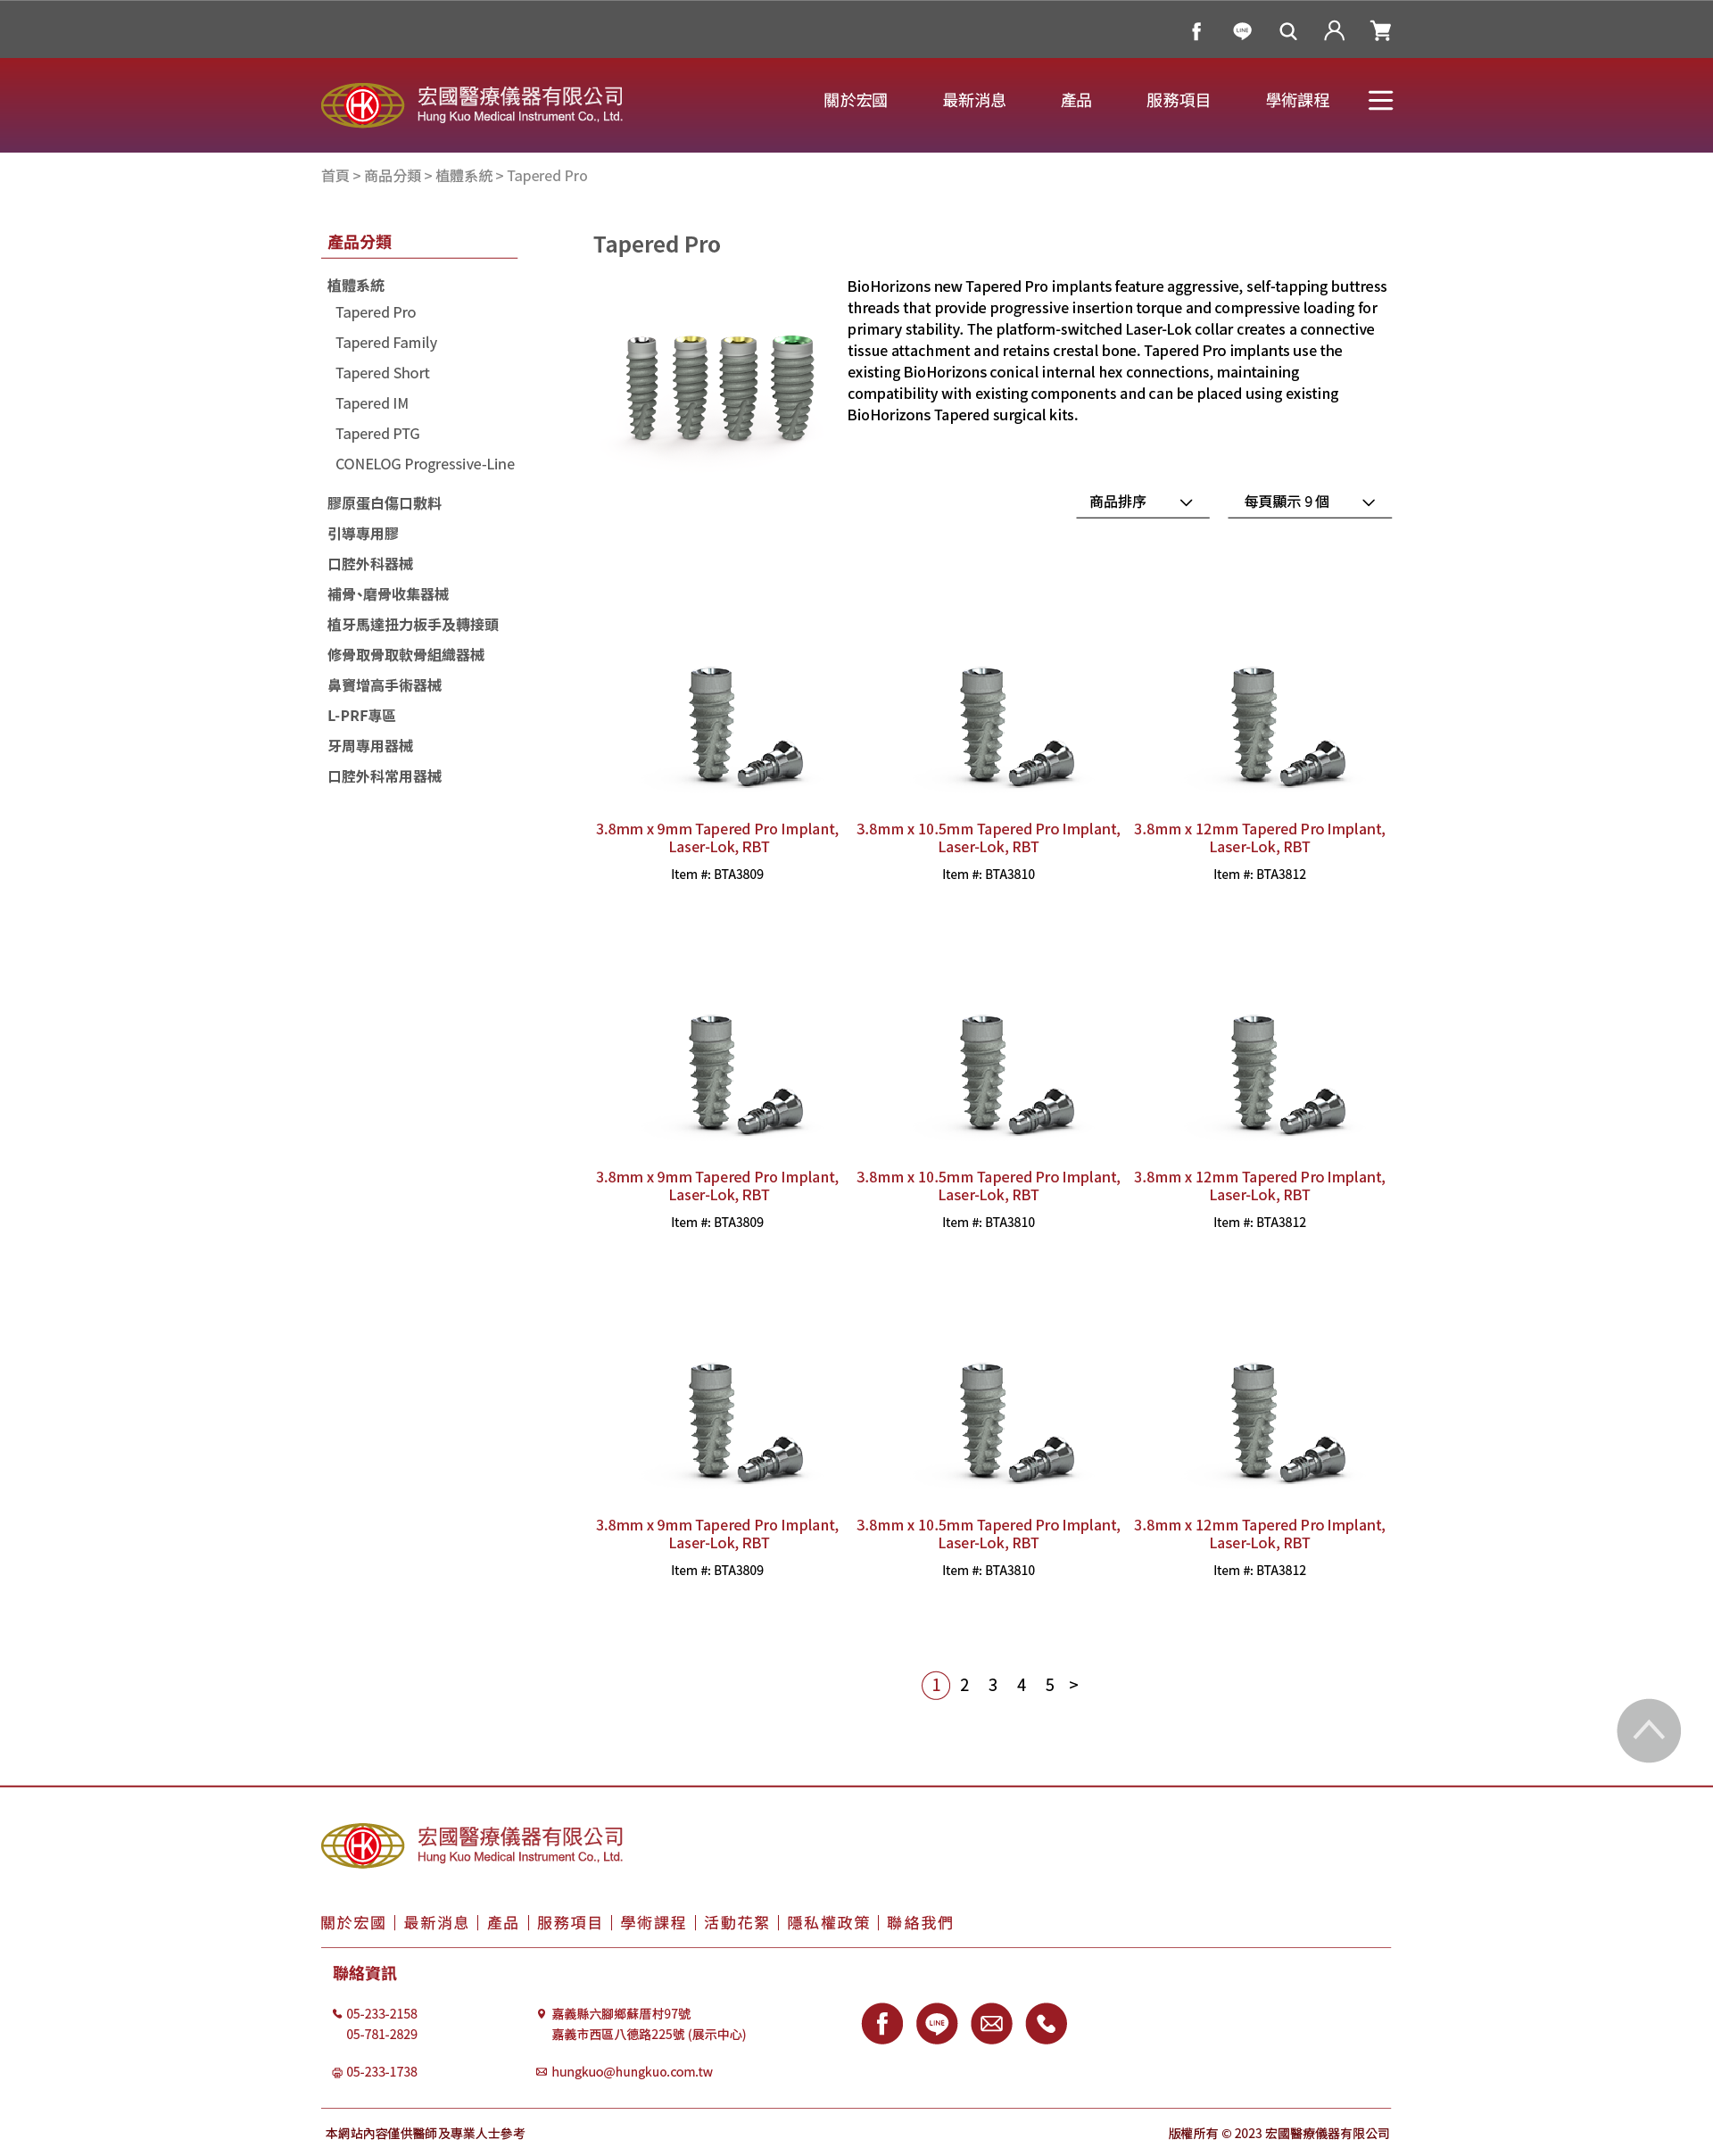 LINE
HK
宏國醫療儀器有限公司
Hung Kuo Medical Instrument Co., Ltd.
關於宏國 最新消息 產品 服務項目 學術課程
首頁 > 商品分類 > 植體系統 > Tapered Pro
產品分類
植體系統
Tapered Pro
Tapered Family
Tapered Short
Tapered IM
Tapered PTG
CONELOG Progressive-Line
膠原蛋白傷口敷料
引導專用膠
口腔外科器械
補骨、磨骨收集器械
植牙馬達扭力板手及轉接頭
修骨取骨取軟骨組織器械
鼻竇增高手術器械
L-PRF專區
牙周專用器械
口腔外科常用器械
Tapered Pro
BioHorizons new Tapered Pro implants feature aggressive, self-tapping buttress
threads that provide progressive insertion torque and compressive loading for
primary stability. The platform-switched Laser-Lok collar creates a connective
tissue attachment and retains crestal bone. Tapered Pro implants use the
existing BioHorizons conical internal hex connections, maintaining
compatibility with existing components and can be placed using existing
BioHorizons Tapered surgical kits.
商品排序 每頁顯示 9 個
3.8mm x 9mm Tapered Pro Implant,
Laser-Lok, RBT
Item #: BTA3809
3.8mm x 10.5mm Tapered Pro Implant,
Laser-Lok, RBT
Item #: BTA3810
3.8mm x 12mm Tapered Pro Implant,
Laser-Lok, RBT
Item #: BTA3812
3.8mm x 9mm Tapered Pro Implant,
Laser-Lok, RBT
Item #: BTA3809
3.8mm x 10.5mm Tapered Pro Implant,
Laser-Lok, RBT
Item #: BTA3810
3.8mm x 12mm Tapered Pro Implant,
Laser-Lok, RBT
Item #: BTA3812
3.8mm x 9mm Tapered Pro Implant,
Laser-Lok, RBT
Item #: BTA3809
3.8mm x 10.5mm Tapered Pro Implant,
Laser-Lok, RBT
Item #: BTA3810
3.8mm x 12mm Tapered Pro Implant,
Laser-Lok, RBT
Item #: BTA3812
1 2 3 4 5 >
HK
宏國醫療儀器有限公司
Hung Kuo Medical Instrument Co., Ltd.
關於宏國｜最新消息｜產品｜服務項目｜學術課程｜活動花絮｜隱私權政策｜聯絡我們
聯絡資訊
05-233-2158
05-781-2829
05-233-1738
嘉義縣六腳鄉蘇厝村97號
嘉義市西區八德路225號 (展示中心)
hungkuo@hungkuo.com.tw
LINE
本網站內容僅供醫師及專業人士參考
版權所有 © 2023 宏國醫療儀器有限公司